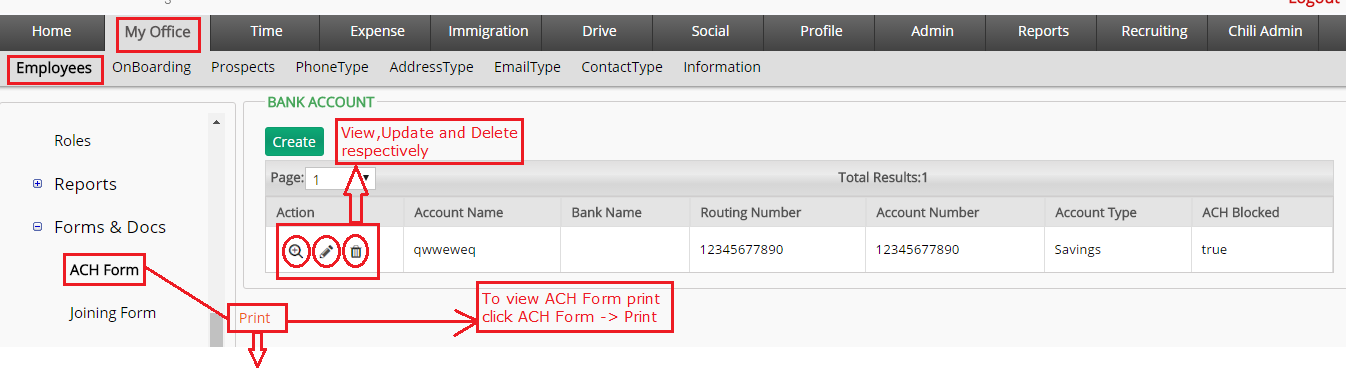 Logout
Home My Office Time Expense Immigration Drive Social Profile Admin Reports Recruiting Chili Admin
Employees OnBoarding Prospects PhoneType AddressType EmailType ContactType Information
Roles
Reports
Forms & Docs
ACH Form
Joining Form
Print
BANK ACCOUNT
Create
View,Update and Delete
respectively
Page: 1 Total Results:1
Action Account Name Bank Name Routing Number Account Number Account Type ACH Blocked
qwweweq 12345677890 12345677890 Savings true
To view ACH Form print
click ACH Form -> Print